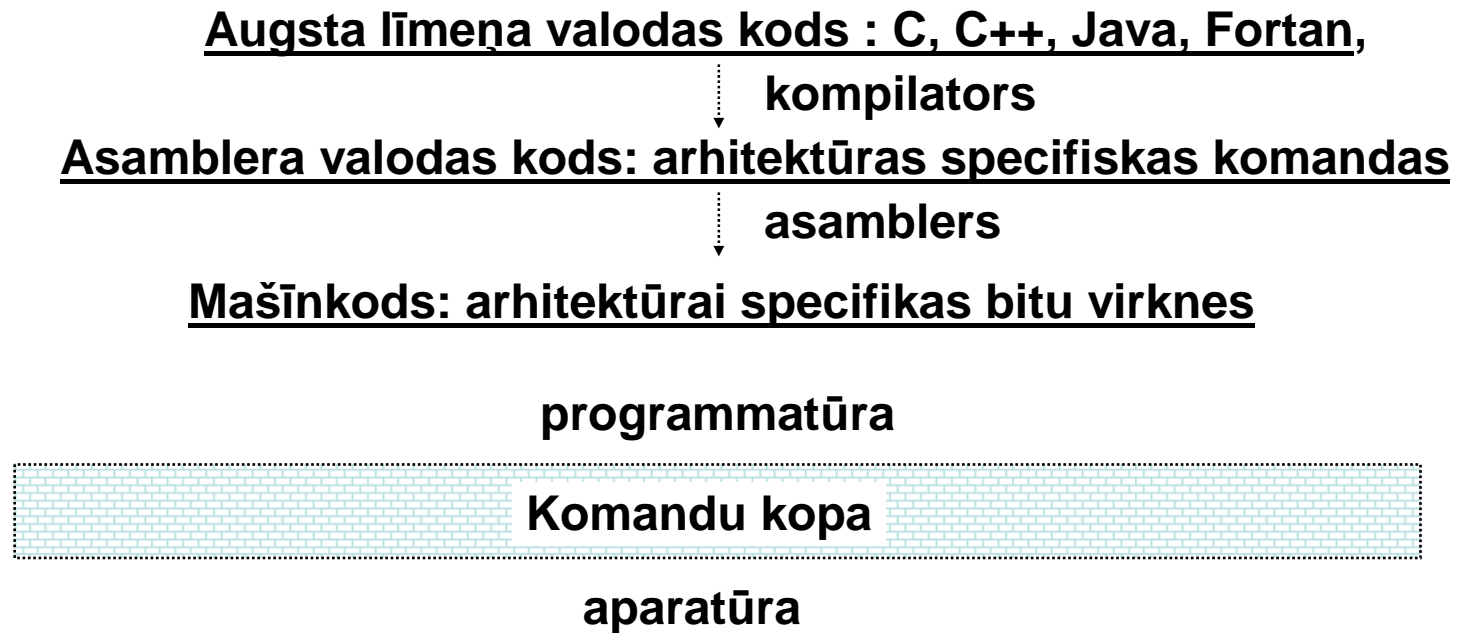 Augsta līmeņa valodas kods : C, C++, Java, Fortan,
kompilators
Asamblera valodas kods: arhitektūras specifiskas komandas
asamblers
Mašīnkods: arhitektūrai specifikas bitu virknes
programmatūra
Komandu kopa
aparatūra